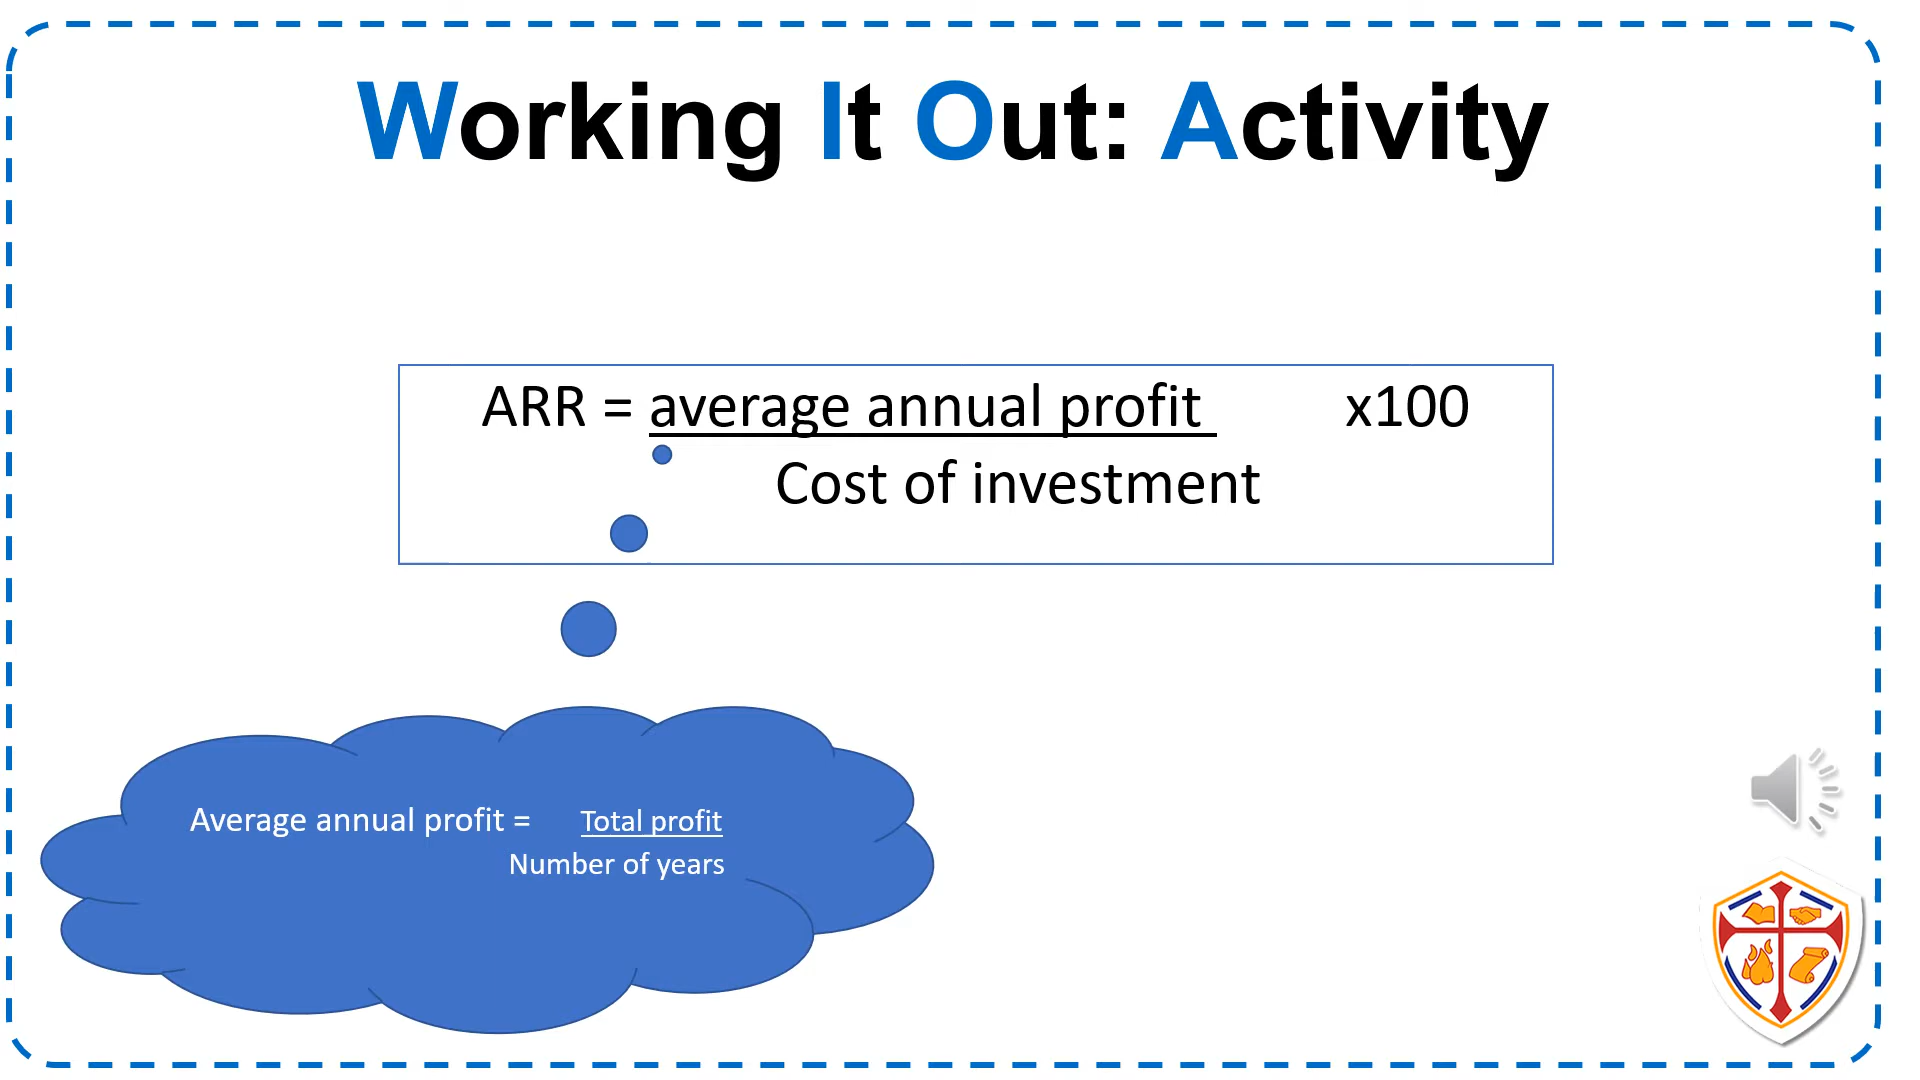 Working It Out: Activity
ARR = average annual profit x100
Cost of investment
Average annual profit = Total profit
Number of years